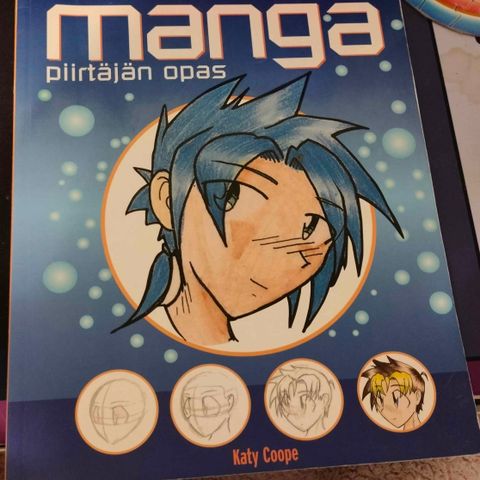 manga
piirtäjän opas
Katy Coope